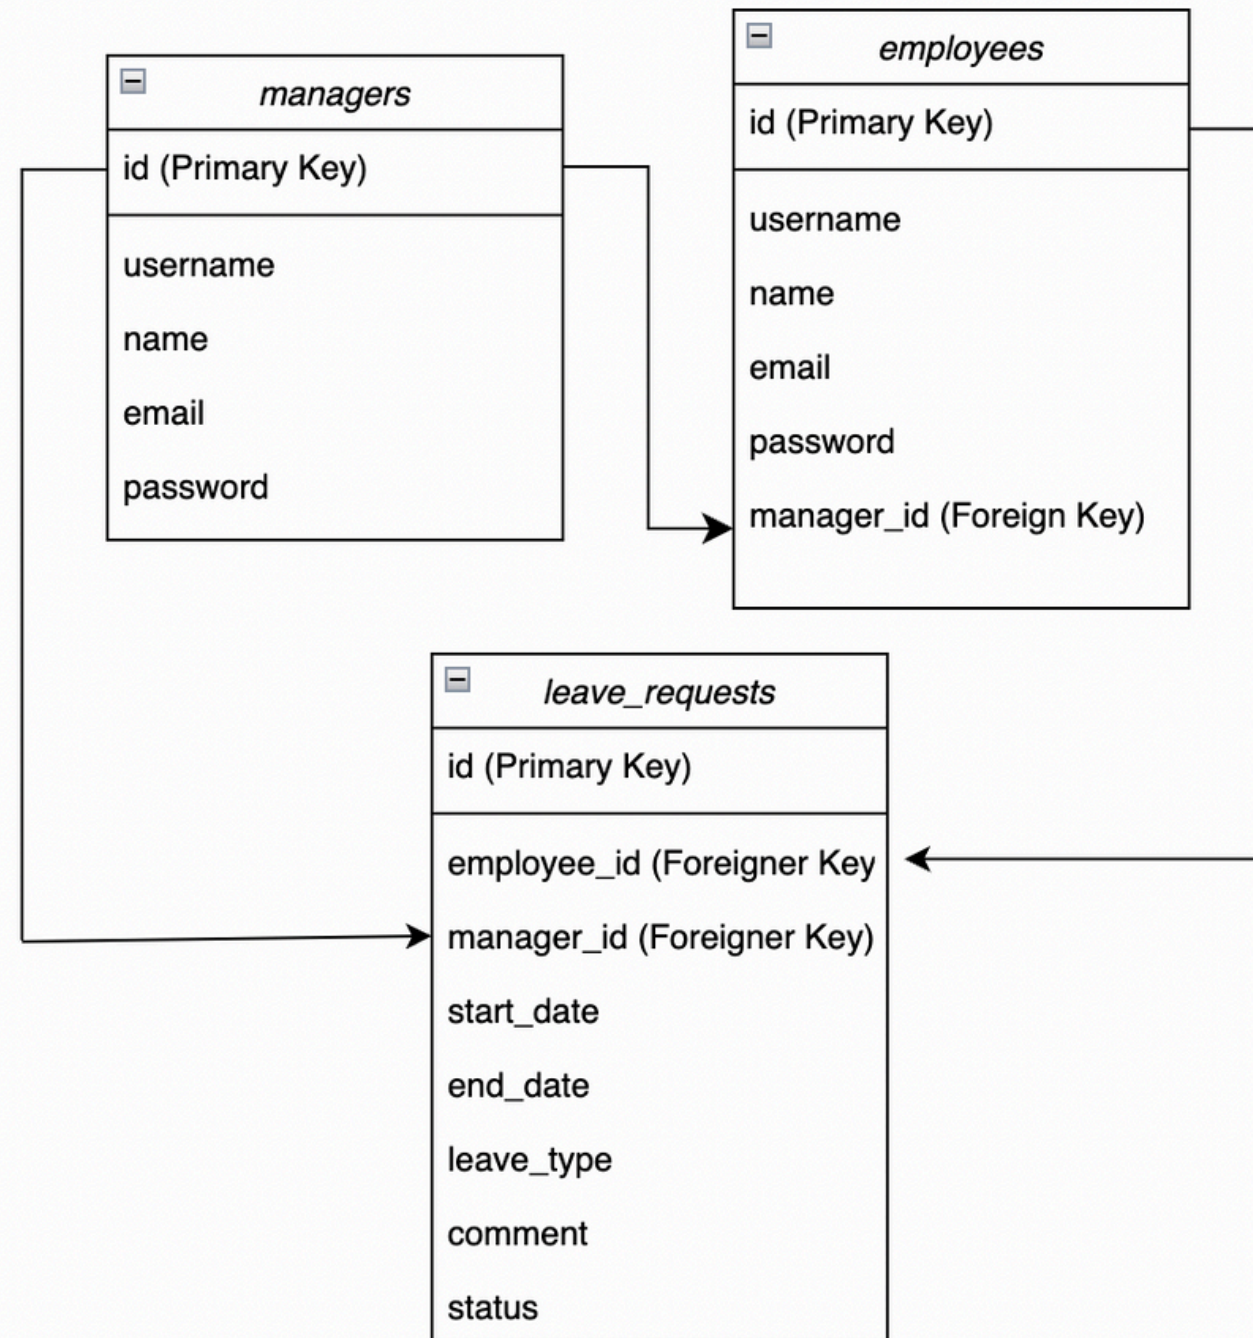 managers
id (Primary Key)
username
name
email
password
employees
id (Primary Key)
username
name
email
password
manager_id (Foreign Key)
leave_requests
id (Primary Key)
employee_id (Foreigner Key
manager_id (Foreigner Key)
start_date
end_date
leave_type
comment
status